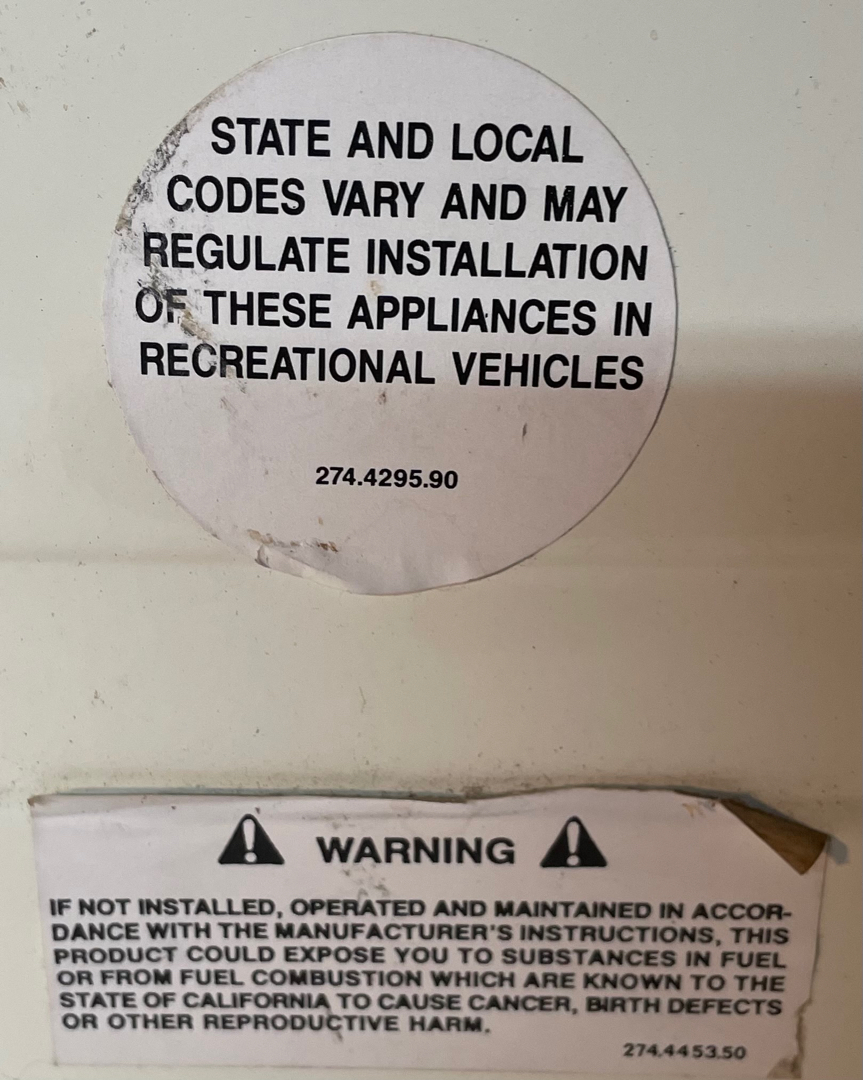 STATE AND LOCAL
CODES VARY AND MAY
REGULATE INSTALLATION
OF THESE APPLIANCES IN
RECREATIONAL VEHICLES
274.4295.90
WARNING
IF NOT INSTALLED, OPERATED AND MAINTAINED IN ACCOR-
DANCE WITH THE MANUFACTURER'S INSTRUCTIONS, THIS
PRODUCT COULD EXPOSE YOU TO SUBSTANCES IN FUEL
OR FROM FUEL COMBUSTION WHICH ARE KNOWN TO THE
STATE OF CALIFORNIA TO CAUSE CANCER, BIRTH DEFECTS
OR OTHER REPRODUCTIVE HARM.
274.4453.50